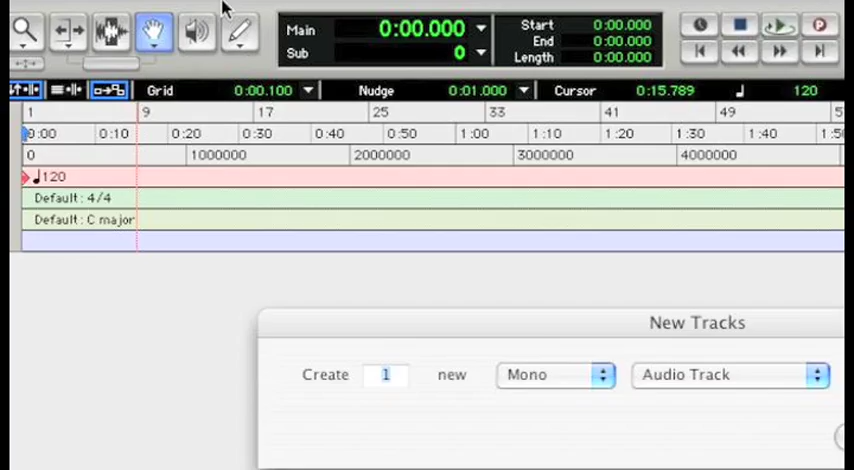 Main 0:00.000
Sub 0
Start 0:00.000
End 0:00.000
Length 0:00.000
Grid 0:00.100 Nudge 0:01.000 Cursor 0:15.789 120
1 9 17 25 33 41 49
0:00 0:10 0:20 0:30 0:40 0:50 1:00 1:10 1:20 1:30 1:40
0 1000000 2000000 3000000 4000000
120
Default: 4/4
Default: C major
New Tracks
Create 1 new Mono Audio Track